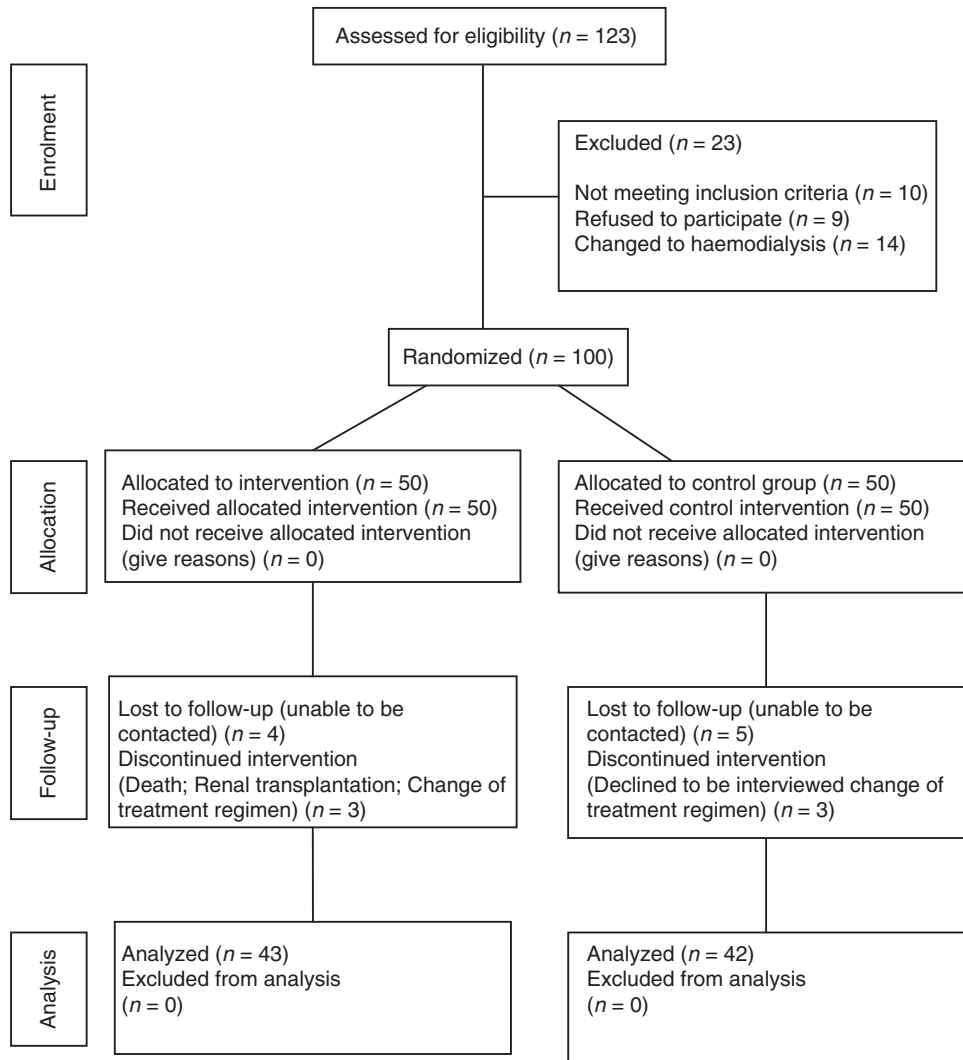 Assessed for eligibility (n = 123)
Enrolment
Excluded (n = 23)
Not meeting inclusion criteria (n = 10)
Refused to participate (n = 9)
Changed to haemodialysis (n = 14)
Randomized (n = 100)
Allocation
Allocated to intervention (n = 50)
Received allocated intervention (n = 50)
Did not receive allocated intervention
(give reasons) (n = 0)
Allocated to control group (n = 50)
Received control intervention (n = 50)
Did not receive allocated intervention
(give reasons) (n = 0)
Follow-up
Lost to follow-up (unable to be
contacted) (n = 4)
Discontinued intervention
(Death; Renal transplantation; Change of
treatment regimen) (n = 3)
Lost to follow-up (unable to be
contacted) (n = 5)
Discontinued intervention
(Declined to be interviewed change of
treatment regimen) (n = 3)
Analysis
Analyzed (n = 43)
Excluded from analysis
(n = 0)
Analyzed (n = 42)
Excluded from analysis
(n = 0)